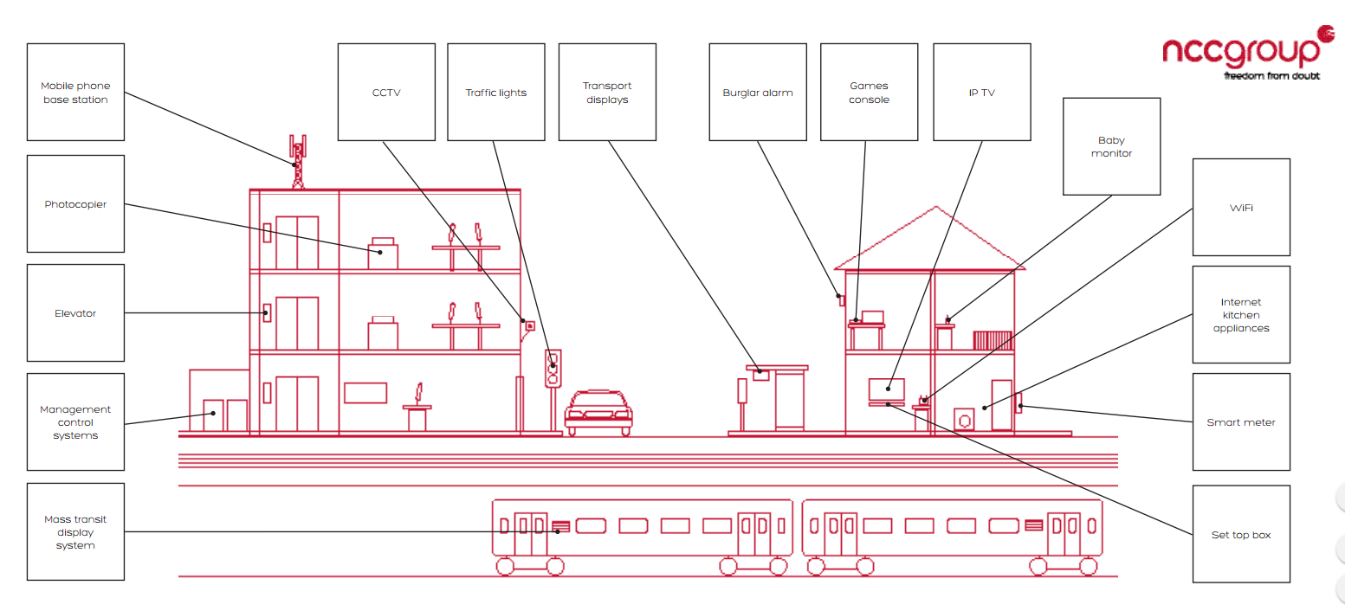 nccgroup
freedom from doubt
Mobile phone
base station
CCTV
Traffic lights
Transport
displays
Burglar alarm
Games
console
IP TV
Baby
monitor
WiFi
Photocopier
Elevator
Internet
kitchen
appliances
Management
control
systems
Smart meter
Mass transit
display
system
Set top box